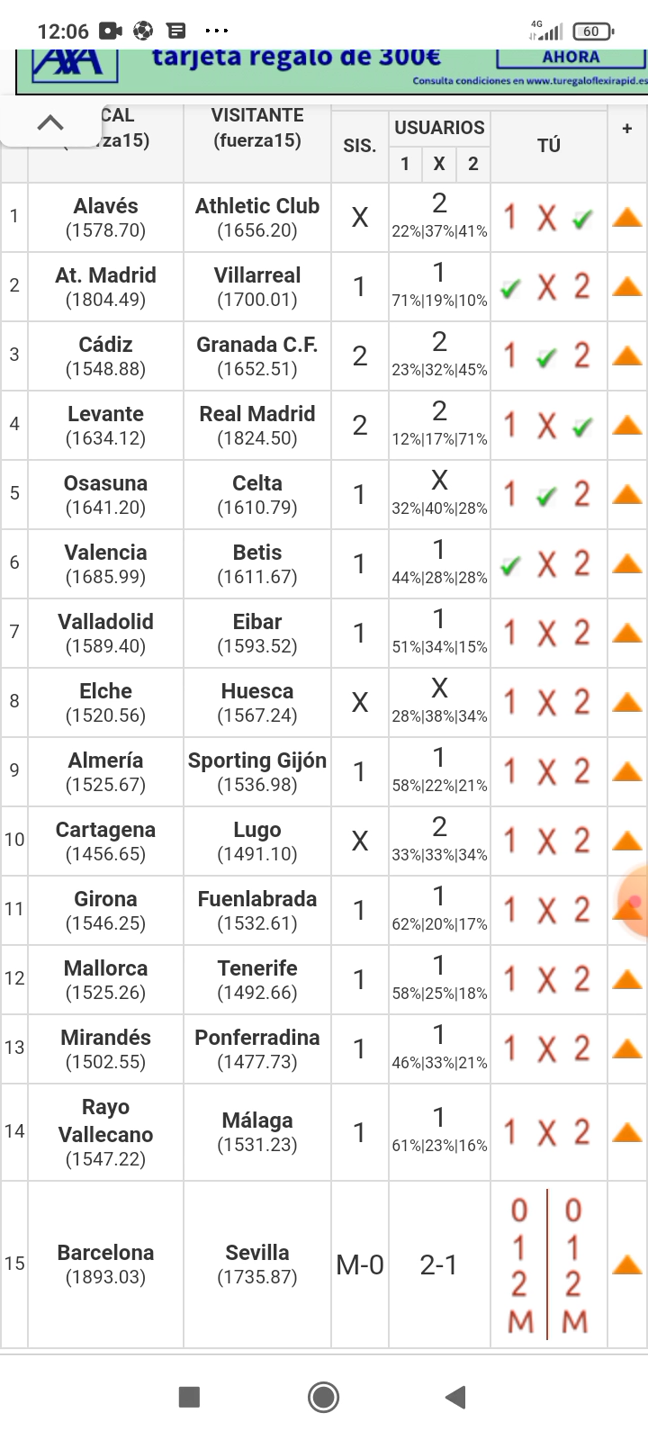 12:06
4G
60
AXA
tarjeta regalo de 300€
AHORA
Consulta condiciones en www.turegaloflexirapid.es
CAL
za15)
VISITANTE
(fuerza15)
SIS.
USUARIOS
1 X 2
TÚ
+
1 Alavés (1578.70) Athletic Club (1656.20) X 2 22%|37%|41% 1 X ✓
2 At. Madrid (1804.49) Villarreal (1700.01) 1 1 71%|19%|10% ✓ X 2
3 Cádiz (1548.88) Granada C.F. (1652.51) 2 2 23%|32%|45% 1 ✓ 2
4 Levante (1634.12) Real Madrid (1824.50) 2 2 12%|17%|71% 1 X ✓
5 Osasuna (1641.20) Celta (1610.79) 1 X 32%|40%|28% 1 ✓ 2
6 Valencia (1685.99) Betis (1611.67) 1 1 44%|28%|28% ✓ X 2
7 Valladolid (1589.40) Eibar (1593.52) 1 1 51%|34%|15% 1 X 2
8 Elche (1520.56) Huesca (1567.24) X X 28%|38%|34% 1 X 2
9 Almería (1525.67) Sporting Gijón (1536.98) 1 1 58%|22%|21% 1 X 2
10 Cartagena (1456.65) Lugo (1491.10) X 2 33%|33%|34% 1 X 2
11 Girona (1546.25) Fuenlabrada (1532.61) 1 1 62%|20%|17% 1 X 2
12 Mallorca (1525.26) Tenerife (1492.66) 1 1 58%|25%|18% 1 X 2
13 Mirandés (1502.55) Ponferradina (1477.73) 1 1 46%|33%|21% 1 X 2
14 Rayo Vallecano (1547.22) Málaga (1531.23) 1 1 61%|23%|16% 1 X 2
15 Barcelona (1893.03) Sevilla (1735.87) M-0 2-1
0 0
1 1
2 2
M M